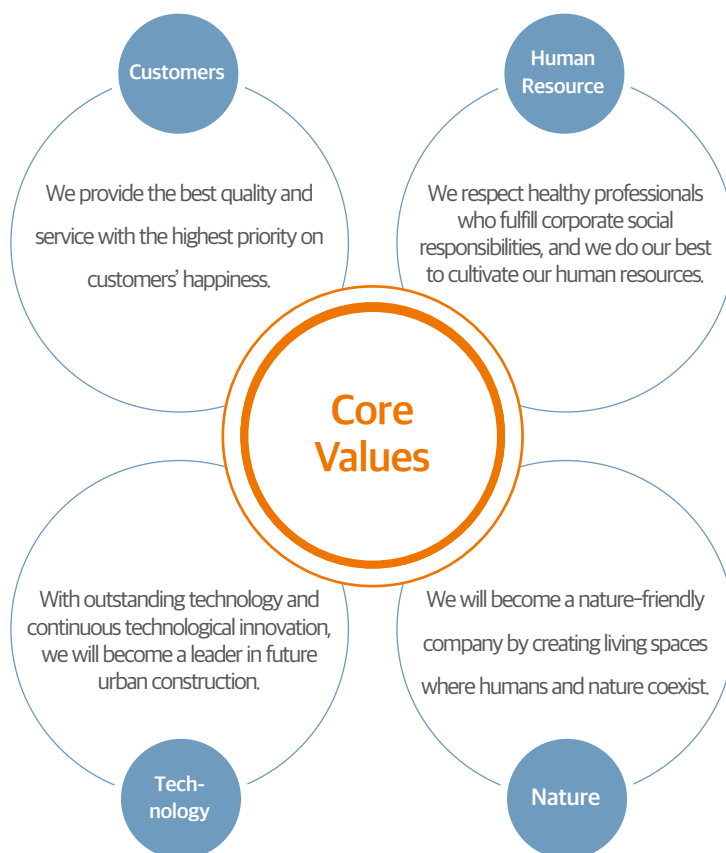 Customers
We provide the best quality and
service with the highest priority on
customers’ happiness.
Human
Resource
We respect healthy professionals
who fulfill corporate social
responsibilities, and we do our best
to cultivate our human resources.
Core
Values
With outstanding technology and
continuous technological innovation,
we will become a leader in future
urban construction.
Tech-
nology
We will become a nature-friendly
company by creating living spaces
where humans and nature coexist.
Nature